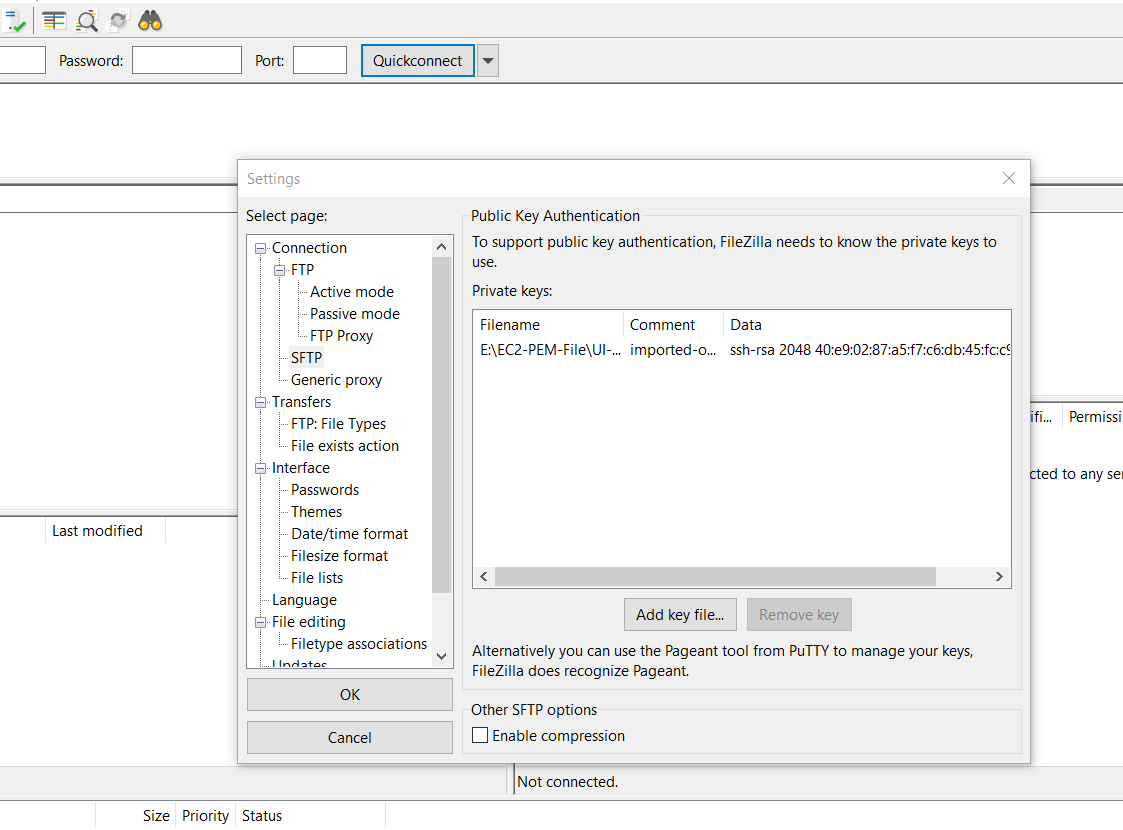 Password:
Port:
Quickconnect
Settings
Select page:
Connection
FTP
Active mode
Passive mode
FTP Proxy
SFTP
Generic proxy
Transfers
FTP: File Types
File exists action
Interface
Passwords
Themes
Date/time format
Filesize format
File lists
Language
File editing
Filetype associations
Updates
OK
Cancel
Public Key Authentication
To support public key authentication, FileZilla needs to know the private keys to
use.
Private keys:
Filename Comment Data
E:\EC2-PEM-File\UI-... imported-o... ssh-rsa 2048 40:e9:02:87:a5:f7:c6:db:45:fc:c9
Add key file...
Remove key
Alternatively you can use the Pageant tool from PuTTY to manage your keys,
FileZilla does recognize Pageant.
Other SFTP options
Enable compression
ifi... Permissi
cted to any ser
Last modified
Not connected.
Size Priority Status